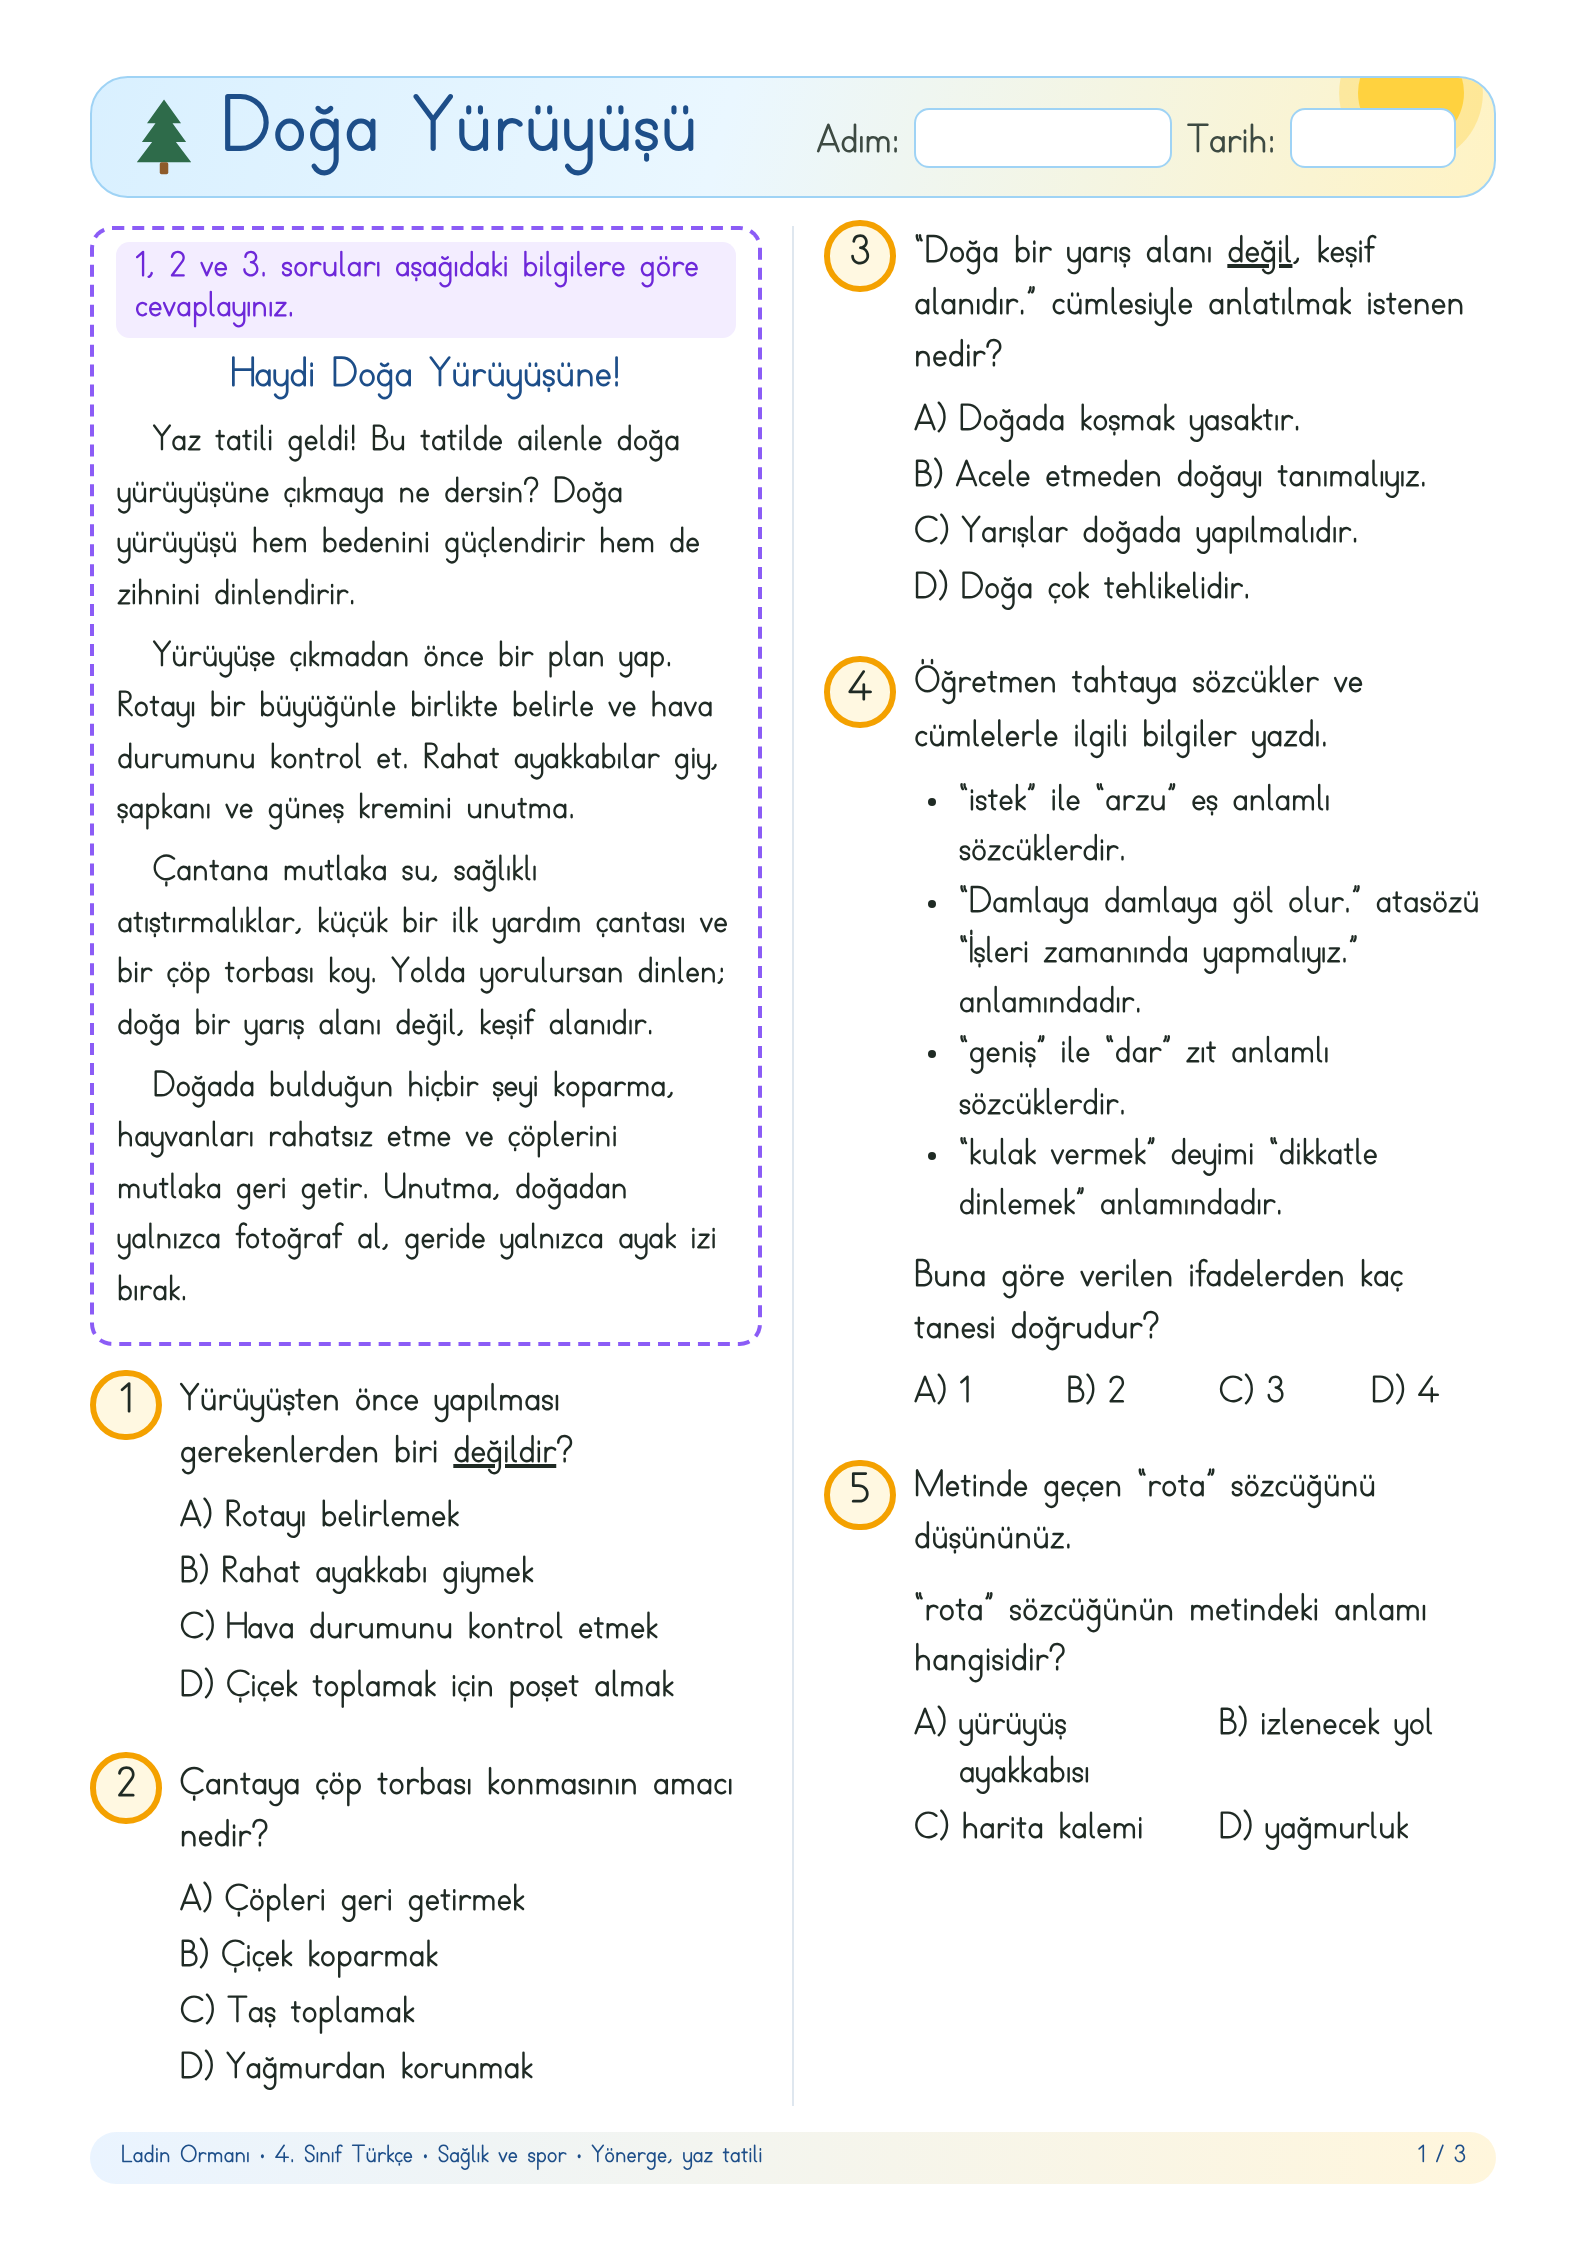 Doğa Yürüyüşü
Adım:
Tarih:
1, 2 ve 3. soruları aşağıdaki bilgilere göre
cevaplayınız.
Haydi Doğa Yürüyüşüne!
Yaz tatili geldi! Bu tatilde ailenle doğa
yürüyüşüne çıkmaya ne dersin? Doğa
yürüyüşü hem bedenini güçlendirir hem de
zihnini dinlendirir.
Yürüyüşe çıkmadan önce bir plan yap.
Rotayı bir büyüğünle birlikte belirle ve hava
durumunu kontrol et. Rahat ayakkabılar giy,
şapkanı ve güneş kremini unutma.
Çantana mutlaka su, sağlıklı
atıştırmalıklar, küçük bir ilk yardım çantası ve
bir çöp torbası koy. Yolda yorulursan dinlen;
doğa bir yarış alanı değil, keşif alanıdır.
Doğada bulduğun hiçbir şeyi koparma,
hayvanları rahatsız etme ve çöplerini
mutlaka geri getir. Unutma, doğadan
yalnızca fotoğraf al, geride yalnızca ayak izi
bırak.
1 Yürüyüşten önce yapılması
gerekenlerden biri değildir?
A) Rotayı belirlemek
B) Rahat ayakkabı giymek
C) Hava durumunu kontrol etmek
D) Çiçek toplamak için poşet almak
2 Çantaya çöp torbası konmasının amacı
nedir?
A) Çöpleri geri getirmek
B) Çiçek koparmak
C) Taş toplamak
D) Yağmurdan korunmak
3 “Doğa bir yarış alanı değil, keşif
alanıdır.” cümlesiyle anlatılmak istenen
nedir?
A) Doğada koşmak yasaktır.
B) Acele etmeden doğayı tanımalıyız.
C) Yarışlar doğada yapılmalıdır.
D) Doğa çok tehlikelidir.
4 Öğretmen tahtaya sözcükler ve
cümlelerle ilgili bilgiler yazdı.
• “istek” ile “arzu” eş anlamlı
sözcüklerdir.
• “Damlaya damlaya göl olur.” atasözü
“İşleri zamanında yapmalıyız.”
anlamındadır.
• “geniş” ile “dar” zıt anlamlı
sözcüklerdir.
• “kulak vermek” deyimi “dikkatle
dinlemek” anlamındadır.
Buna göre verilen ifadelerden kaç
tanesi doğrudur?
A) 1 B) 2 C) 3 D) 4
5 Metinde geçen “rota” sözcüğünü
düşününüz.
“rota” sözcüğünün metindeki anlamı
hangisidir?
A) yürüyüş B) izlenecek yol
ayakkabısı
C) harita kalemi D) yağmurluk
Ladin Ormanı • 4. Sınıf Türkçe • Sağlık ve spor • Yönerge, yaz tatili
1 / 3